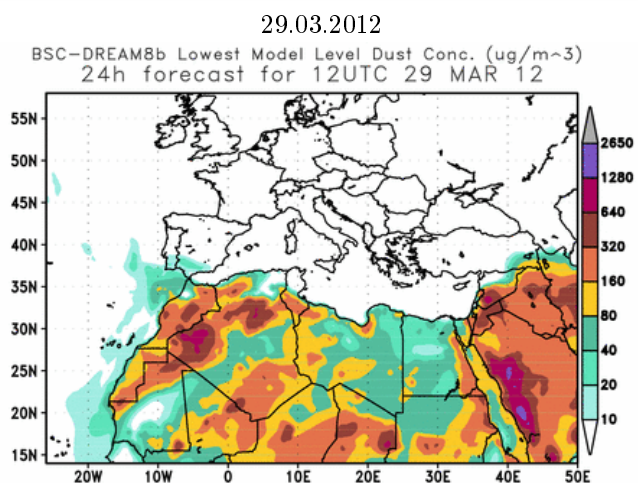 29.03.2012
BSC-DREAM8b Lowest Model Level Dust Conc. (ug/m^3)
24h forecast for 12UTC 29 MAR 12
55N
50N
45N
40N
35N
30N
25N
20N
15N
20W
10W
0
10E
20E
30E
40E
50E
2650
1280
640
320
160
80
40
20
10